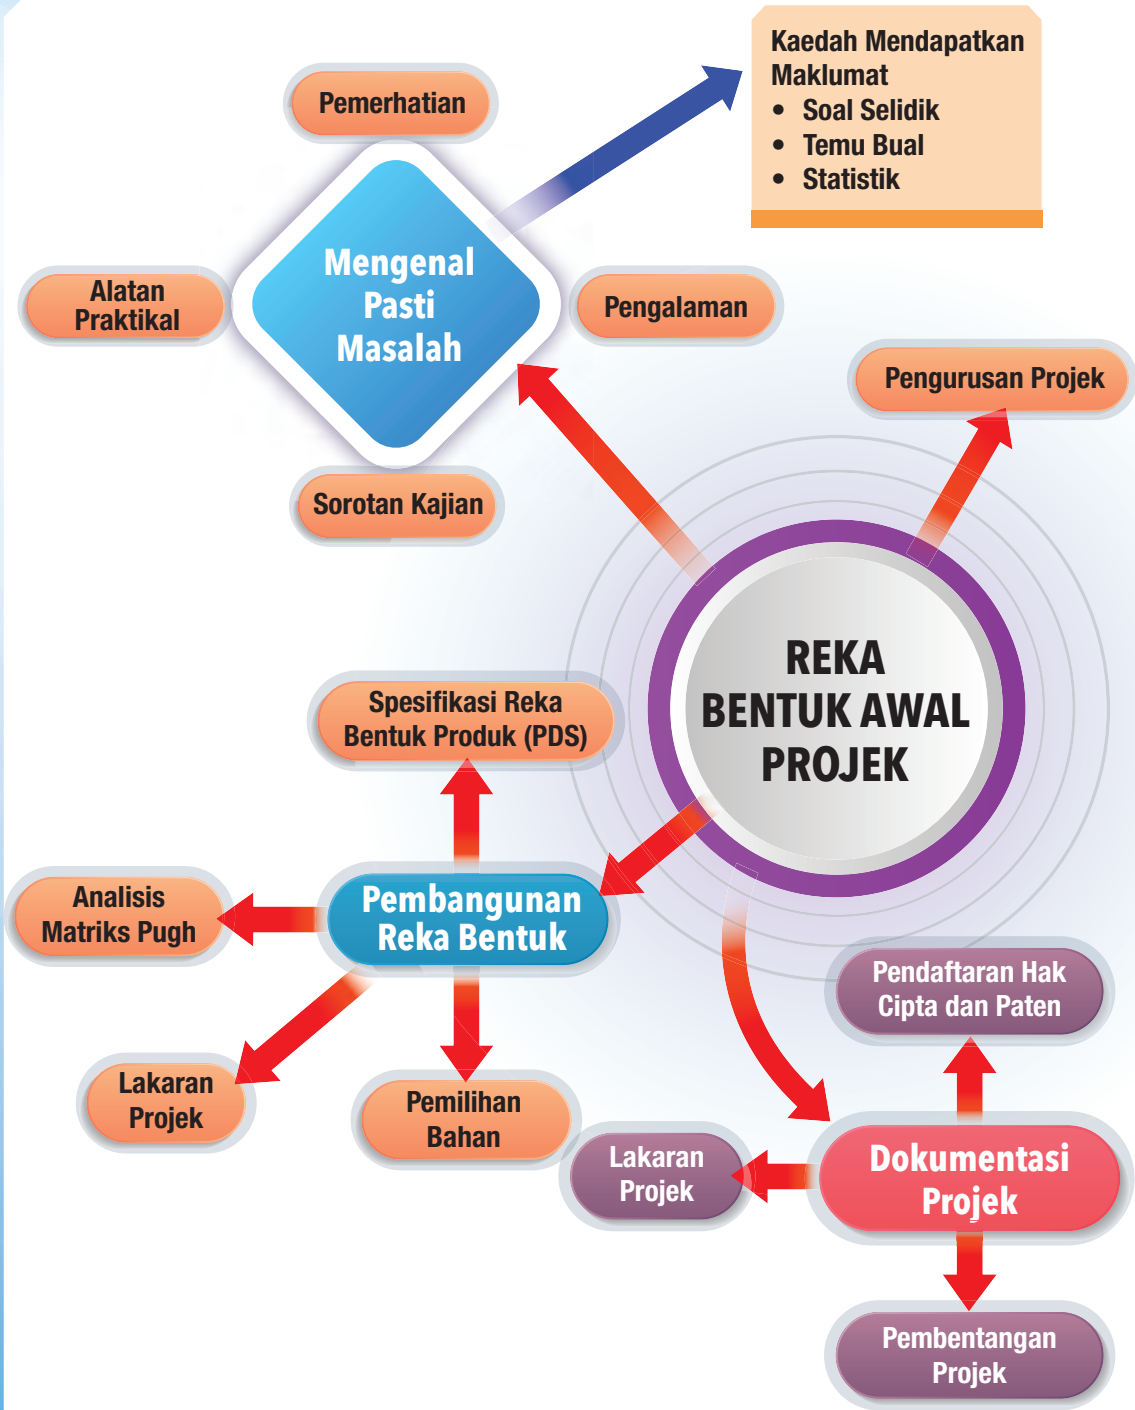 Kaedah Mendapatkan
Maklumat
• Soal Selidik
• Temu Bual
• Statistik
Pemerhatian
Mengenal
Pasti
Masalah
Alatan
Praktikal
Pengalaman
Sorotan Kajian
Pengurusan Projek
REKA
BENTUK AWAL
PROJEK
Spesifikasi Reka
Bentuk Produk (PDS)
Pembangunan
Reka Bentuk
Analisis
Matriks Pugh
Lakaran
Projek
Pemilihan
Bahan
Pendaftaran Hak
Cipta dan Paten
Dokumentasi
Projek
Lakaran
Projek
Pembentangan
Projek